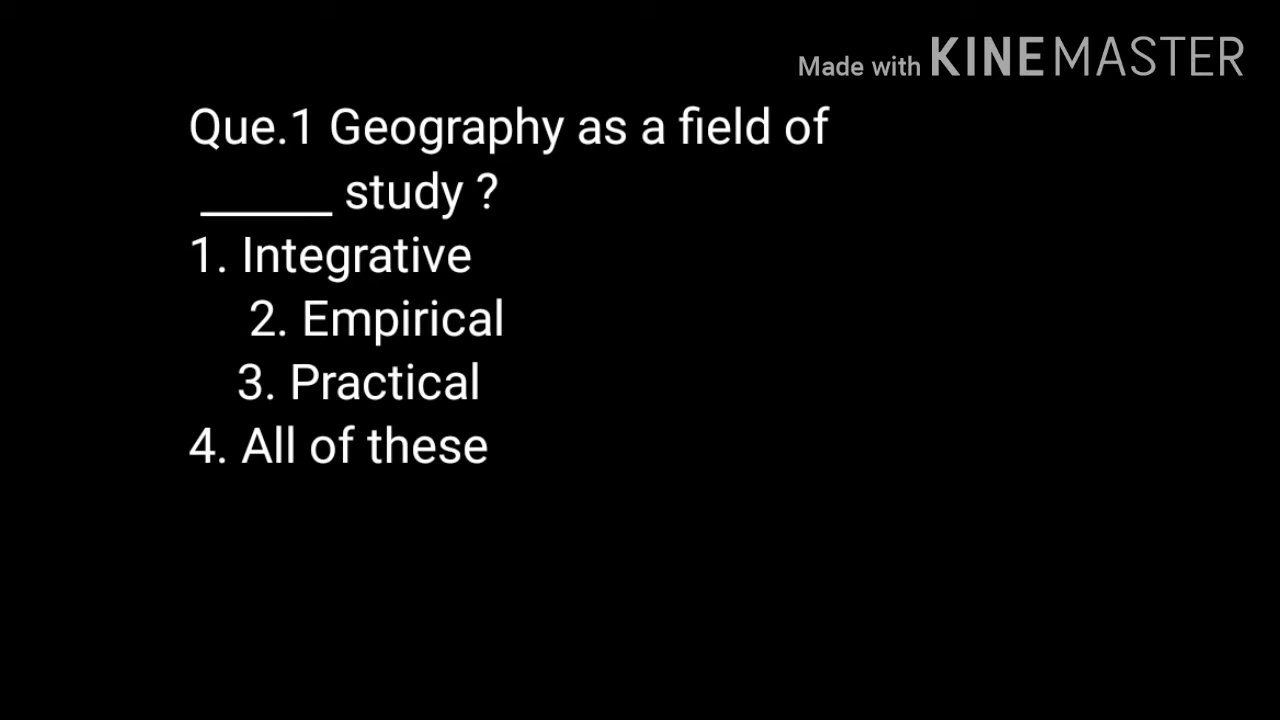 Made with KINEMASTER
Que.1 Geography as a field of
______ study ?
1. Integrative
2. Empirical
3. Practical
4. All of these